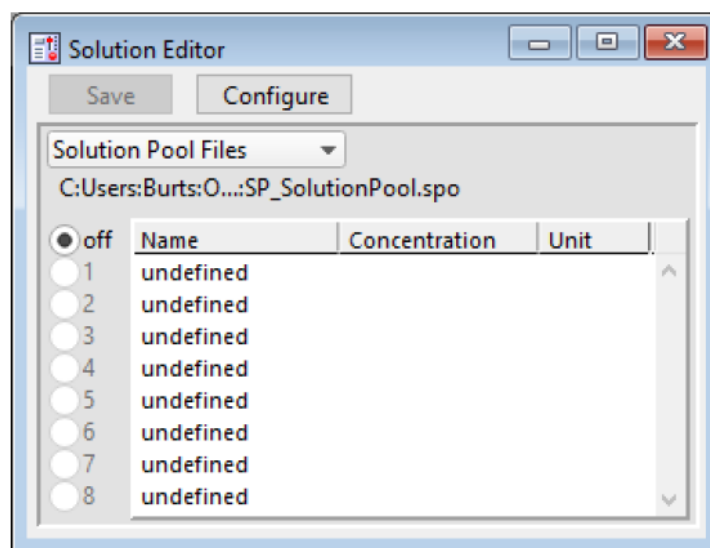 Solution Editor
Save Configure
Solution Pool Files
C:Users:Burts:O...:SP_SolutionPool.spo
off Name Concentration Unit
1 undefined
2 undefined
3 undefined
4 undefined
5 undefined
6 undefined
7 undefined
8 undefined